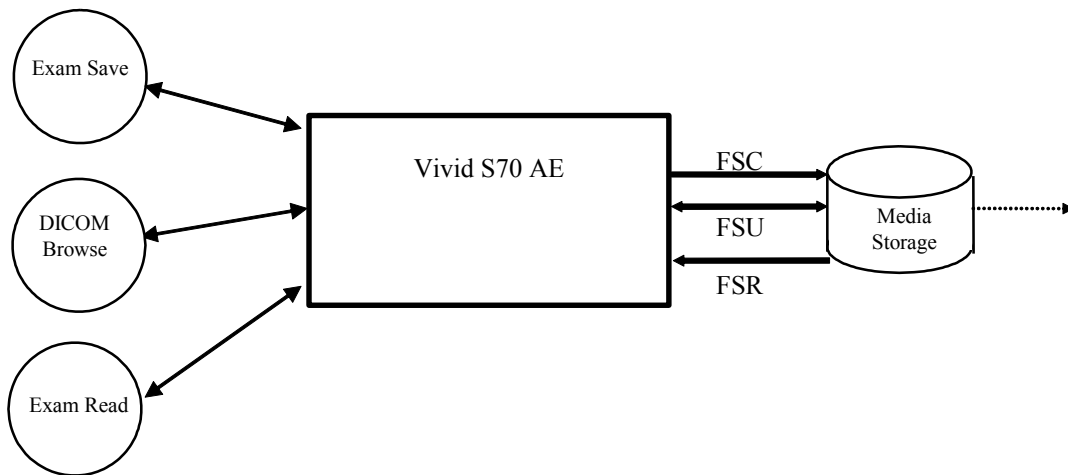 Exam Save
Vivid S70 AE
FSC
DICOM
Browse
FSU
Media
Storage
FSR
Exam Read